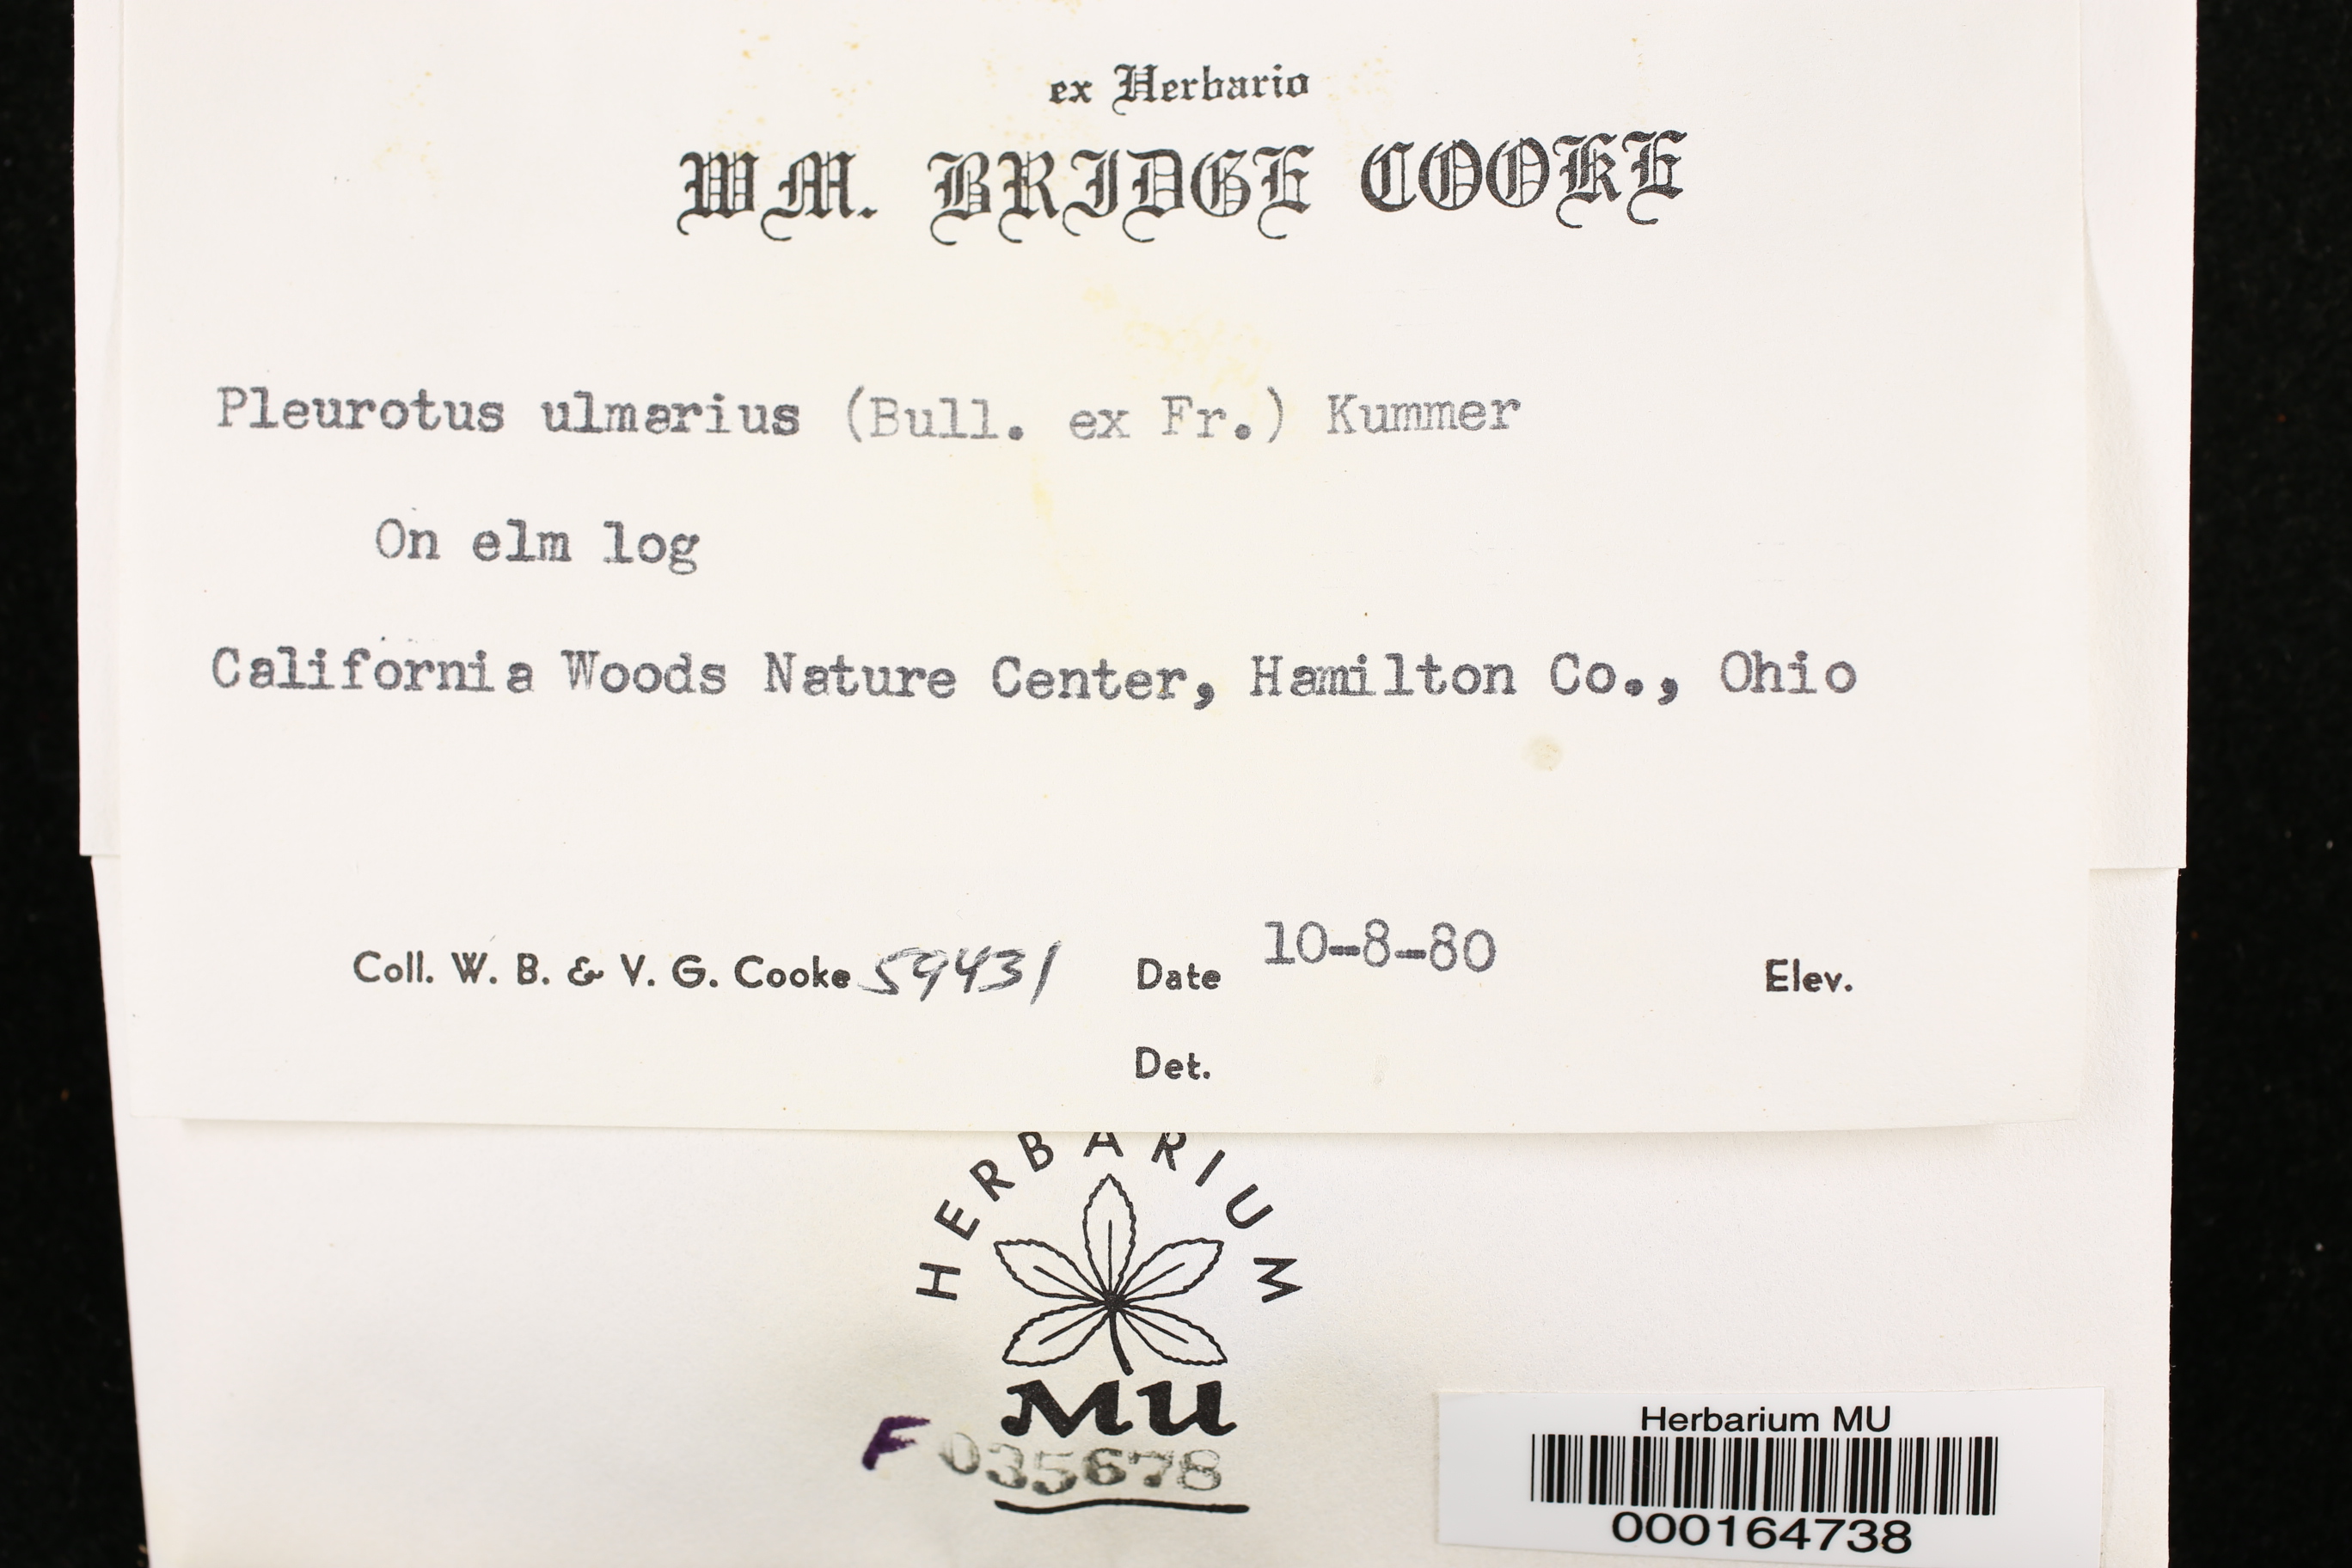 ex Herbario
WM. BRIDGE COOKE
Pleurotus ulmarius (Bull. ex Fr.) Kummer
On elm log
California Woods Nature Center, Hamilton Co., Ohio
Coll. W. B. & V. G. Cooke 59431 Date 10-8-80 Elev.
Det.
HERBARIUM
MU
F 035678
Herbarium MU
000164738